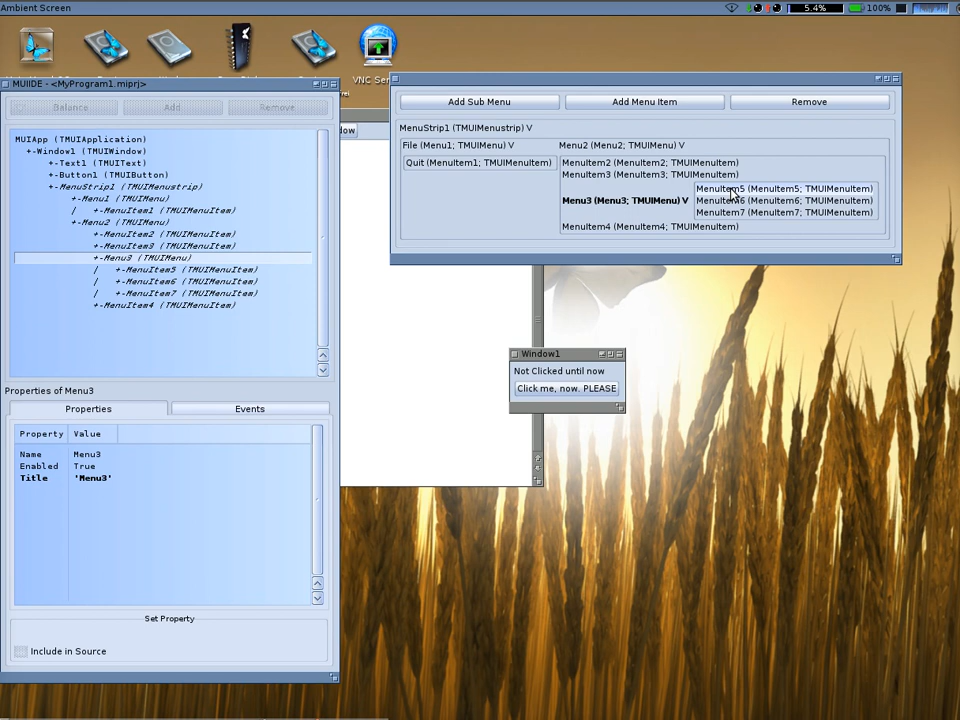 Ambient Screen
5.4%
100%
VNC Ser
MUIIDE - <MyProgram1.miprj>
Balance
Add
Remove
MUIApp (TMUIApplication)
+-Window1 (TMUIWindow)
+-Text1 (TMUIText)
+-Button1 (TMUIButton)
+-MenuStrip1 (TMUIMenustrip)
+-Menu1 (TMUIMenu)
/ +-MenuItem1 (TMUIMenuItem)
+-Menu2 (TMUIMenu)
+-MenuItem2 (TMUIMenuItem)
+-MenuItem3 (TMUIMenuItem)
+-Menu3 (TMUIMenu)
/ +-MenuItem5 (TMUIMenuItem)
/ +-MenuItem6 (TMUIMenuItem)
/ +-MenuItem7 (TMUIMenuItem)
+-MenuItem4 (TMUIMenuItem)
Properties of Menu3
Properties
Events
Property Value
Name Menu3
Enabled True
Title 'Menu3'
Set Property
Include in Source
dow
Add Sub Menu
Add Menu Item
Remove
MenuStrip1 (TMUIMenustrip) V
File (Menu1; TMUIMenu) V
Menu2 (Menu2; TMUIMenu) V
Quit (MenuItem1; TMUIMenuItem)
MenuItem2 (MenuItem2; TMUIMenuItem)
MenuItem3 (MenuItem3; TMUIMenuItem)
Menu3 (Menu3; TMUIMenu) V
MenuItem5 (MenuItem5; TMUIMenuItem)
MenuItem6 (MenuItem6; TMUIMenuItem)
MenuItem7 (MenuItem7; TMUIMenuItem)
MenuItem4 (MenuItem4; TMUIMenuItem)
Window1
Not Clicked until now
Click me, now. PLEASE